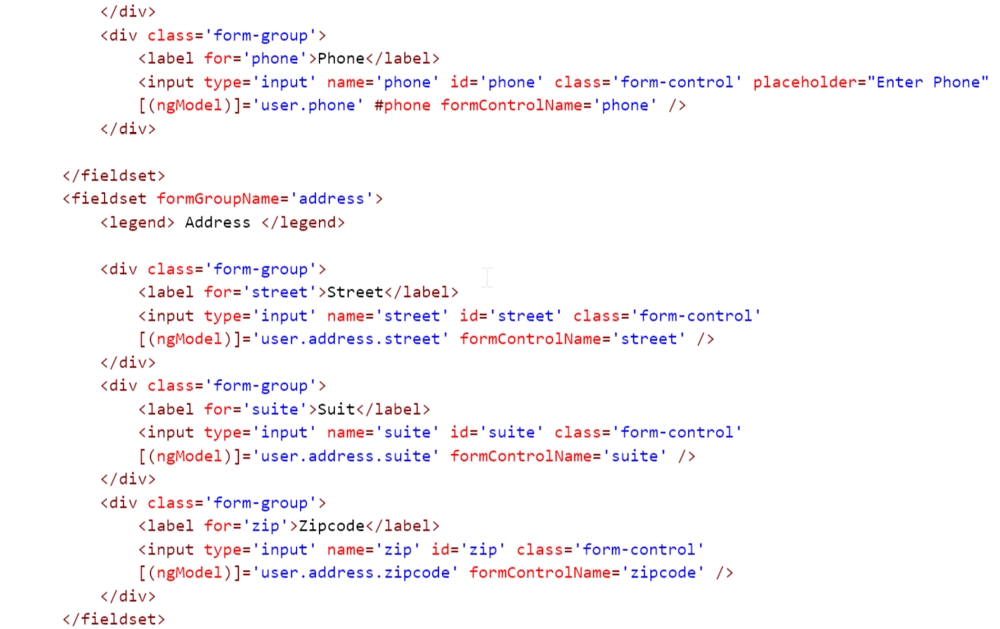 </div>
<div class='form-group'>
<label for='phone'>Phone</label>
<input type='input' name='phone' id='phone' class='form-control' placeholder="Enter Phone"
[(ngModel)]='user.phone' #phone formControlName='phone' />
</div>
</fieldset>
<fieldset formGroupName='address'>
<legend> Address </legend>
<div class='form-group'>
<label for='street'>Street</label>
<input type='input' name='street' id='street' class='form-control'
[(ngModel)]='user.address.street' formControlName='street' />
</div>
<div class='form-group'>
<label for='suite'>Suit</label>
<input type='input' name='suite' id='suite' class='form-control'
[(ngModel)]='user.address.suite' formControlName='suite' />
</div>
<div class='form-group'>
<label for='zip'>Zipcode</label>
<input type='input' name='zip' id='zip' class='form-control'
[(ngModel)]='user.address.zipcode' formControlName='zipcode' />
</div>
</fieldset>